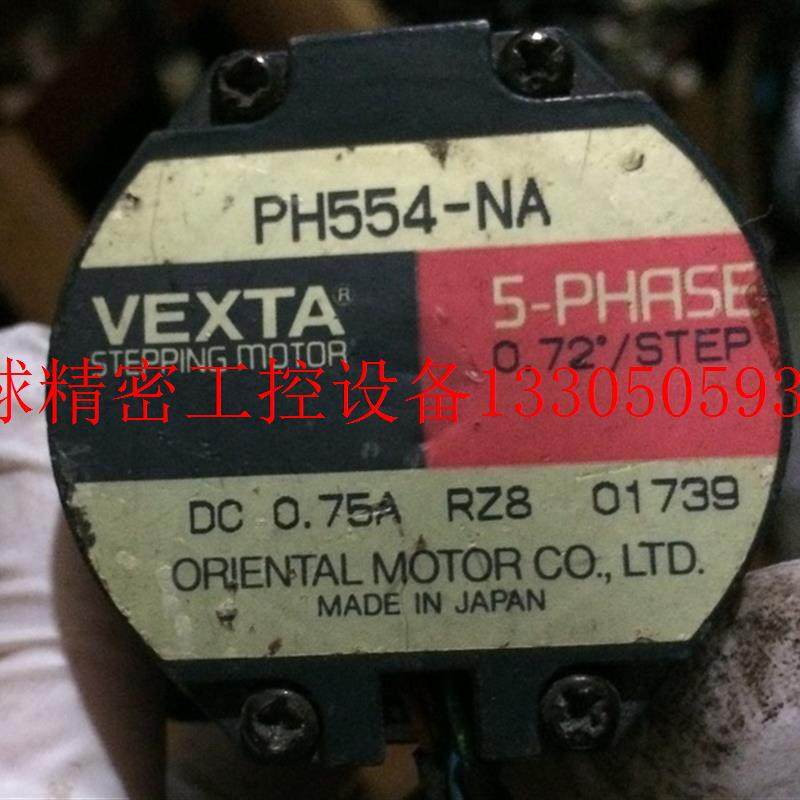 PH554-NA
VEXTA®
STEPPING MOTOR
5-PHASE
0.72°/STEP
球精密工控设备133050593
DC 0.75A RZ8 01739
ORIENTAL MOTOR CO., LTD.
MADE IN JAPAN